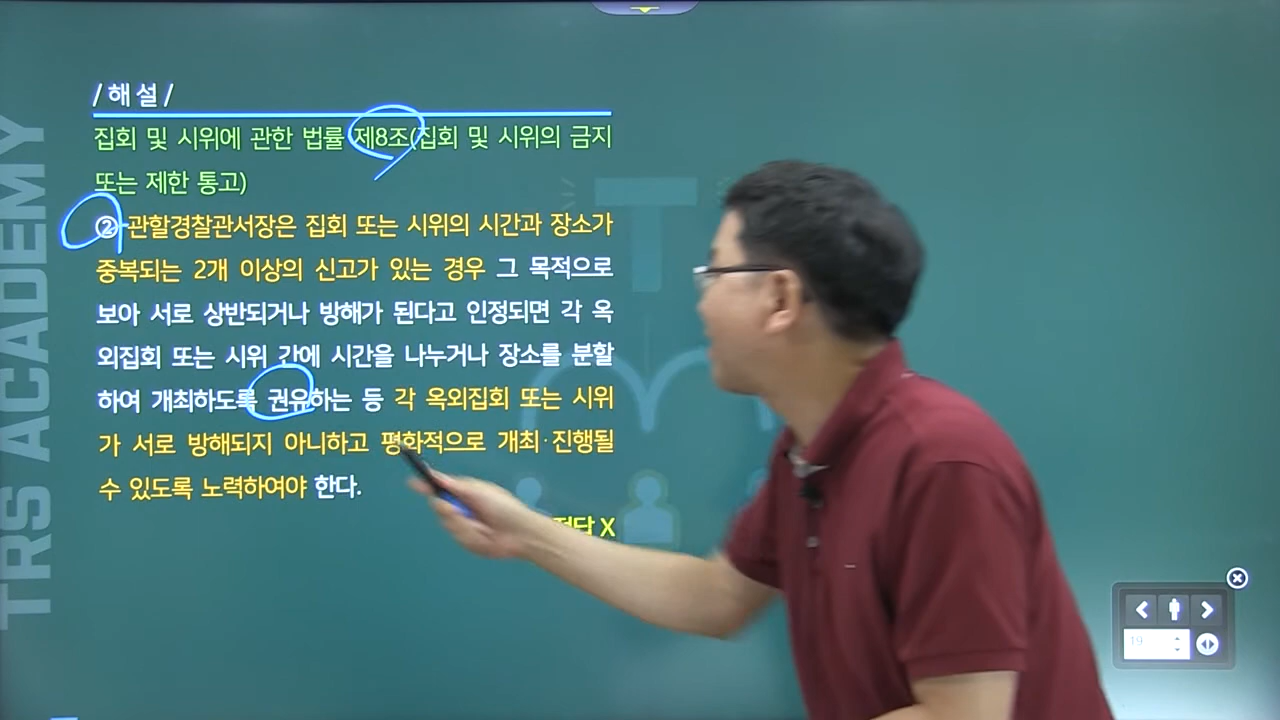 / 해 설 /
집회 및 시위에 관한 법률 제8조(집회 및 시위의 금지
또는 제한 통고)
② 관할경찰관서장은 집회 또는 시위의 시간과 장소가
중복되는 2개 이상의 신고가 있는 경우 그 목적으로
보아 서로 상반되거나 방해가 된다고 인정되면 각 옥
외집회 또는 시위 간에 시간을 나누거나 장소를 분할
하여 개최하도록 권유하는 등 각 옥외집회 또는 시위
가 서로 방해되지 아니하고 평화적으로 개최·진행될
수 있도록 노력하여야 한다.
정답 X
TRS ACADEMY
19